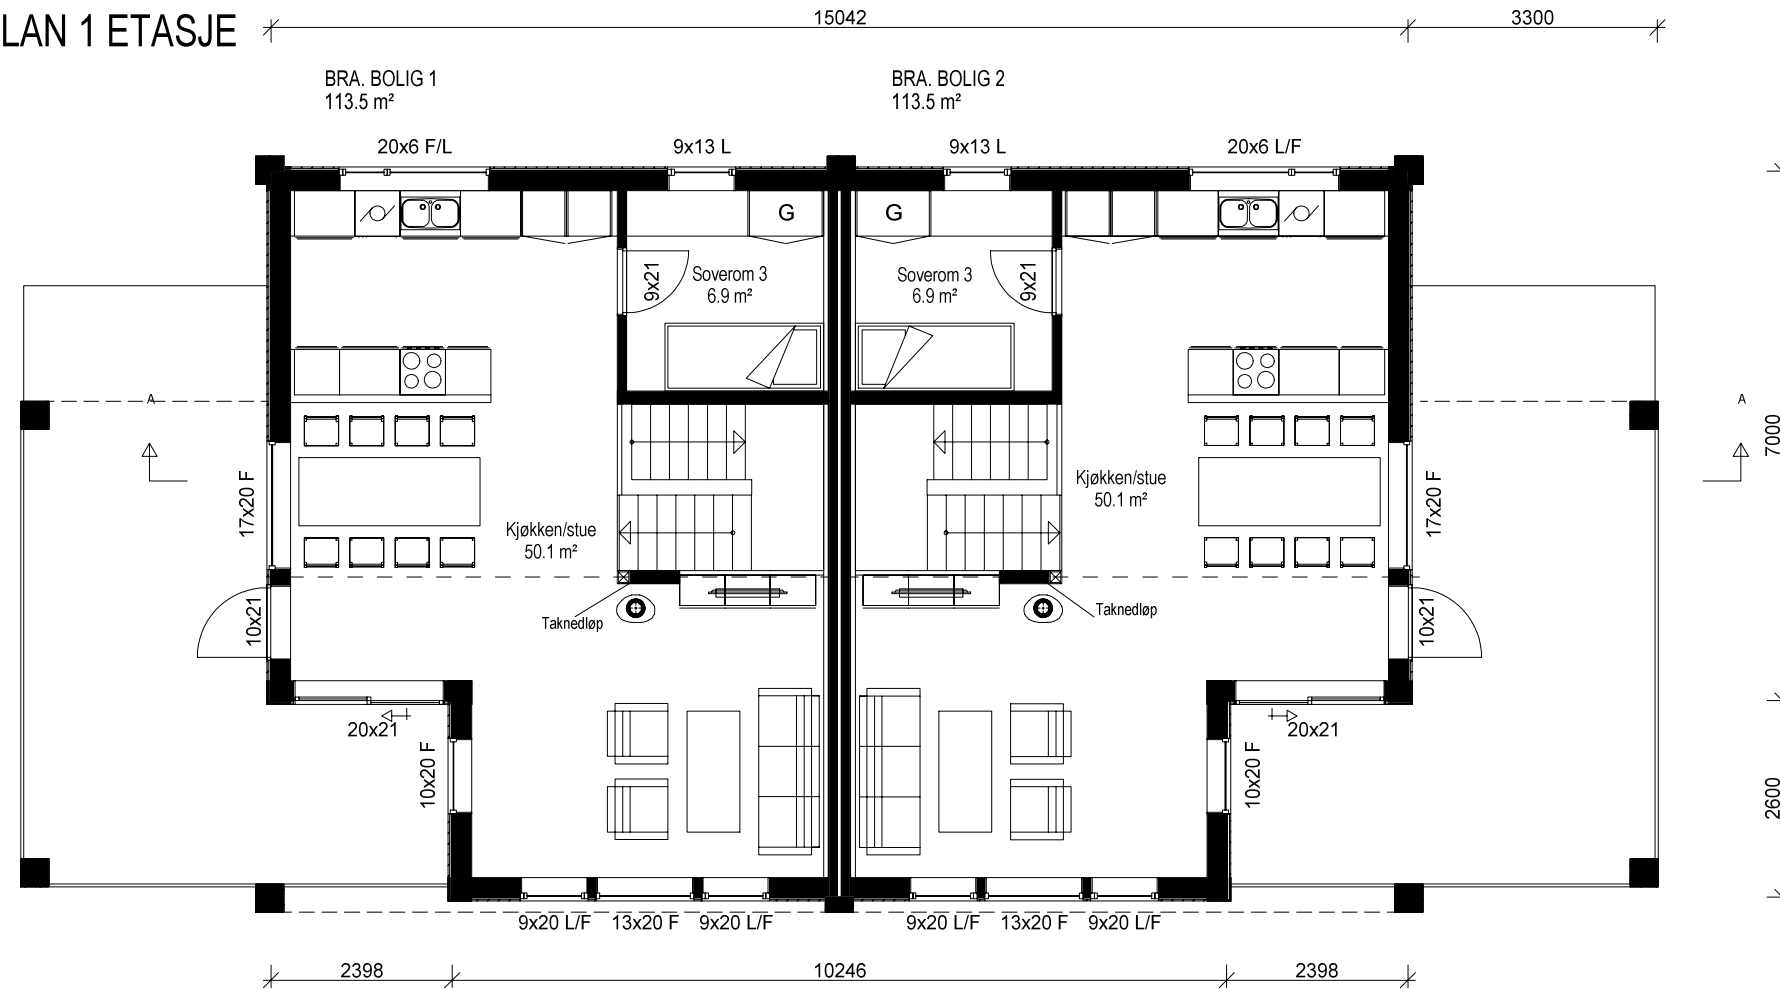 LAN 1 ETASJE
15042
3300
BRA. BOLIG 1
113.5 m²
BRA. BOLIG 2
113.5 m²
20x6 F/L
9x13 L
9x13 L
20x6 L/F
G
G
9x21
Soverom 3
6.9 m²
Soverom 3
6.9 m²
9x21
A
A
7000
17x20 F
Kjøkken/stue
50.1 m²
Kjøkken/stue
50.1 m²
17x20 F
10x21
Taknedløp
Taknedløp
10x21
20x21
20x21
10x20 F
10x20 F
2600
9x20 L/F
13x20 F
9x20 L/F
9x20 L/F
13x20 F
9x20 L/F
2398
10246
2398